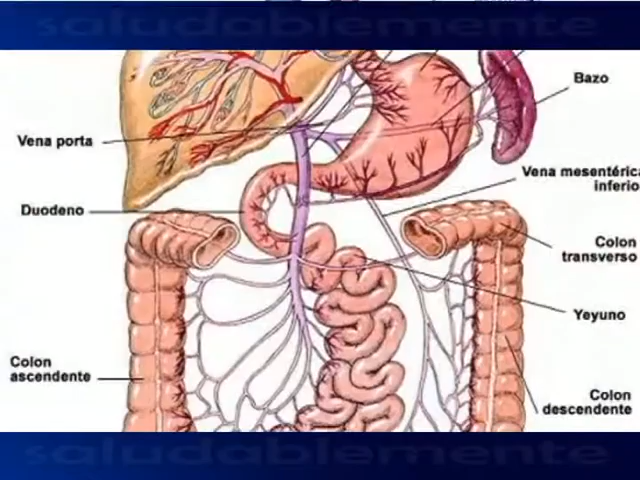 saludablemente
Bazo
Vena porta
Vena mesentérica
inferio
Duodeno
Colon
transverso
Yeyuno
Colon
ascendente
Colon
descendente
saludablemente